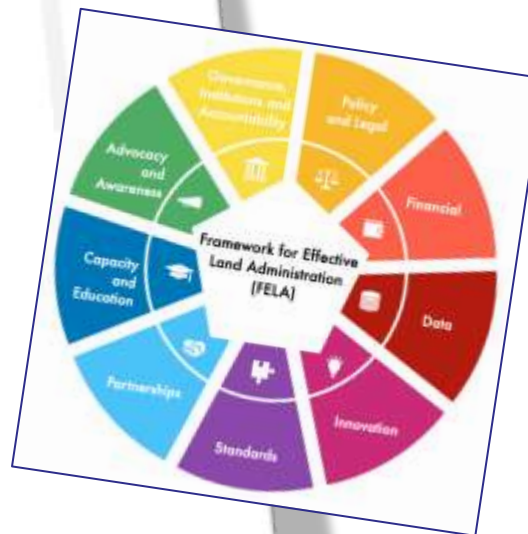 Framework for Effective
Land Administration
(FELA)
Governance,
Institutions and
Accountability
Policy
and Legal
Financial
Data
Innovation
Standards
Partnerships
Capacity
and
Education
Advocacy
and
Awareness